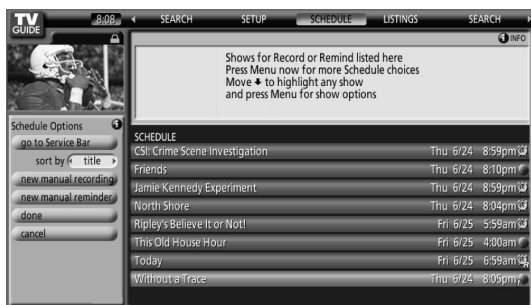 TV
GUIDE
8:08
SEARCH SETUP SCHEDULE LISTINGS SEARCH
INFO
Shows for Record or Remind listed here
Press Menu now for more Schedule choices
Move to highlight any show
and press Menu for show options
Schedule Options
go to Service Bar
sort by title
new manual recording
new manual reminder
done
cancel
SCHEDULE
CSI: Crime Scene Investigation Thu 6/24 8:59pm
Friends Thu 6/24 8:10pm
Jamie Kennedy Experiment Thu 6/24 8:59pm
North Shore Thu 6/24 8:04pm
Ripley's Believe It or Not! Fri 6/25 5:59am
This Old House Hour Fri 6/25 4:00am
Today Fri 6/25 6:59am
Without a Trace Thu 6/24 8:05pm